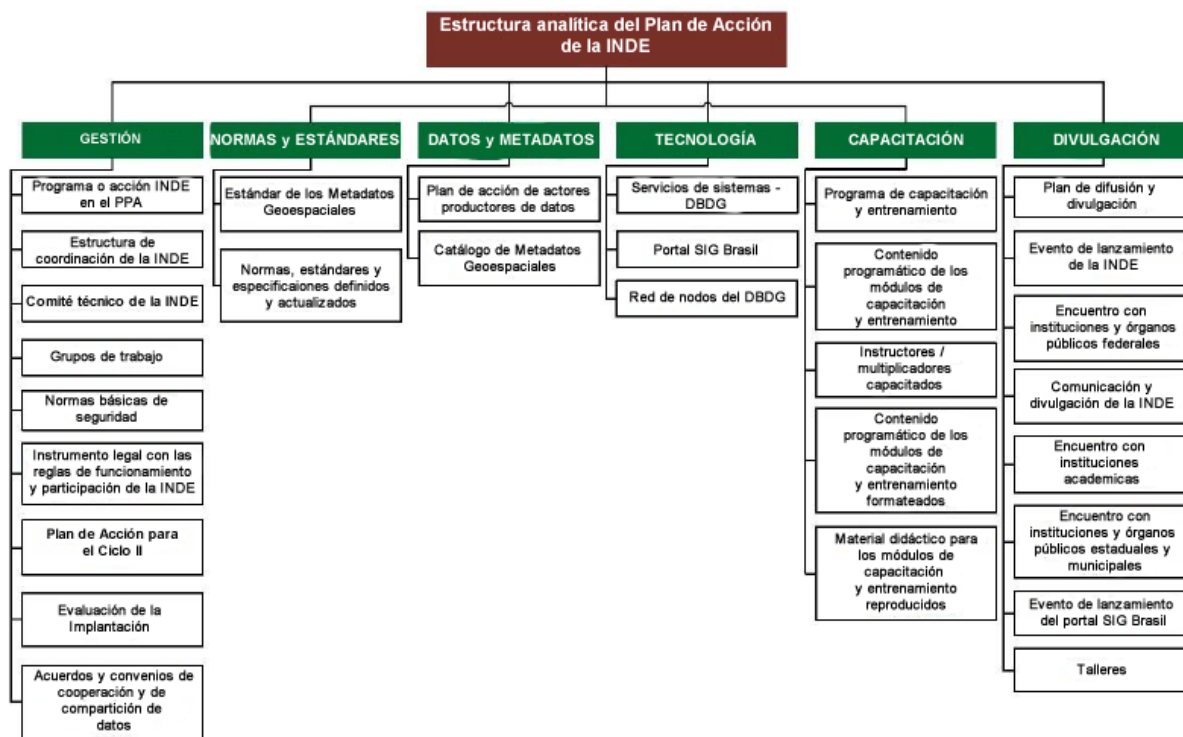 Estructura analítica del Plan de Acción
de la INDE
GESTIÓN
Programa o acción INDE
en el PPA
Estructura de
coordinación de la INDE
Comité técnico de la INDE
Grupos de trabajo
Normas básicas de
seguridad
Instrumento legal con las
reglas de funcionamiento
y participación de la INDE
Plan de Acción para
el Ciclo II
Evaluación de la
Implantación
Acuerdos y convenios de
cooperación y de
compartición de
datos
NORMAS y ESTÁNDARES
Estándar de los Metadatos
Geoespaciales
Normas, estándares y
especificaiones definidos
y actualizados
DATOS y METADATOS
Plan de acción de actores
productores de datos
Catálogo de Metadatos
Geoespaciales
TECNOLOGÍA
Servicios de sistemas -
DBDG
Portal SIG Brasil
Red de nodos del DBDG
CAPACITACIÓN
Programa de capacitación
y entrenamiento
Contenido
programático de los
módulos de
capacitación
y entrenamiento
Instructores /
multiplicadores
capacitados
Contenido
programático de los
módulos de
capacitación
y entrenamiento
formateados
Material didáctico para
los módulos de
capacitación
y entrenamiento
reproducidos
DIVULGACIÓN
Plan de difusión y
divulgación
Evento de lanzamiento
de la INDE
Encuentro con
instituciones y órganos
públicos federales
Comunicación y
divulgación de la INDE
Encuentro con
instituciones
academicas
Encuentro con
instituciones y órganos
públicos estaduales y
municipales
Evento de lanzamiento
del portal SIG Brasil
Talleres